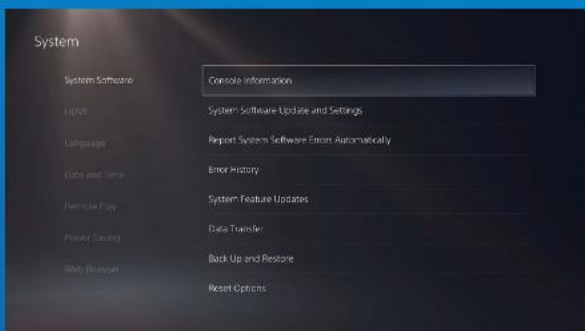 System
System Software
HDMI
Language
Date and Time
Remote Play
Power Saving
Web Browser
Console Information
System Software Update and Settings
Report System Software Errors Automatically
Error History
System Feature Updates
Data Transfer
Back Up and Restore
Reset Options